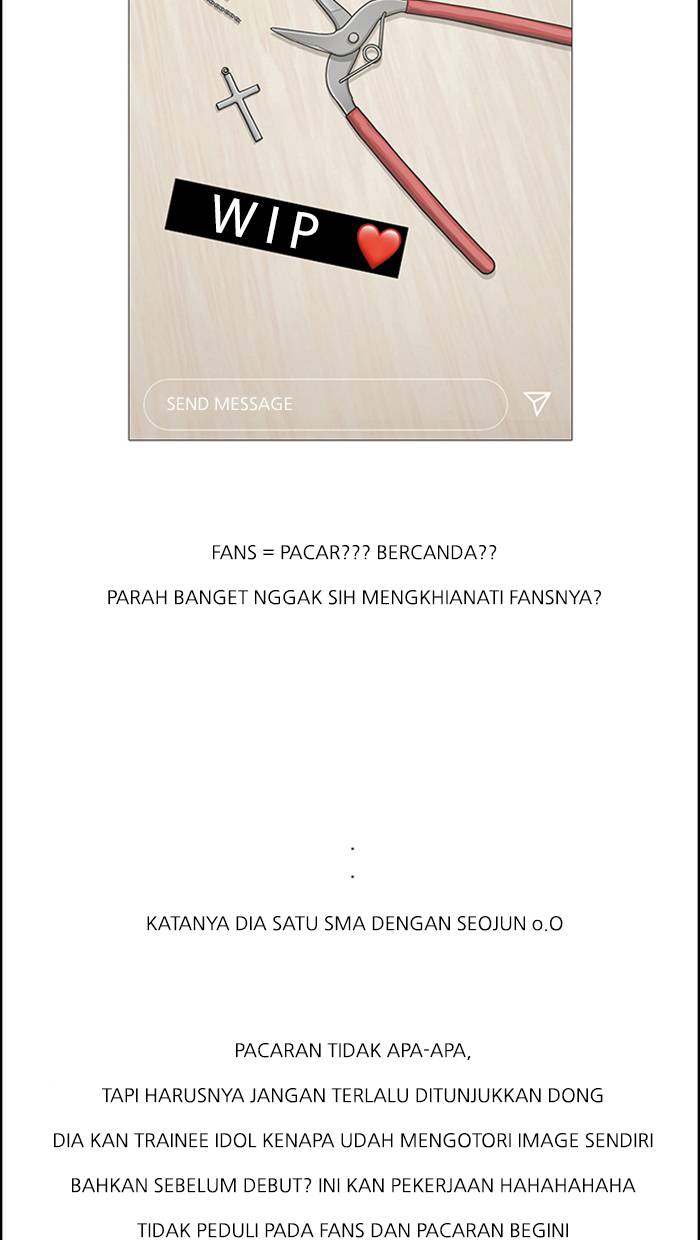 WIP ❤️
SEND MESSAGE
FANS = PACAR??? BERCANDA??
PARAH BANGET NGGAK SIH MENGKHIANATI FANSNYA?
.
.
KATANYA DIA SATU SMA DENGAN SEOJUN o.O
PACARAN TIDAK APA-APA,
TAPI HARUSNYA JANGAN TERLALU DITUNJUKKAN DONG
DIA KAN TRAINEE IDOL KENAPA UDAH MENGOTORI IMAGE SENDIRI
BAHKAN SEBELUM DEBUT? INI KAN PEKERJAAN HAHAHAHAHA
TIDAK PEDULI PADA FANS DAN PACARAN BEGINI